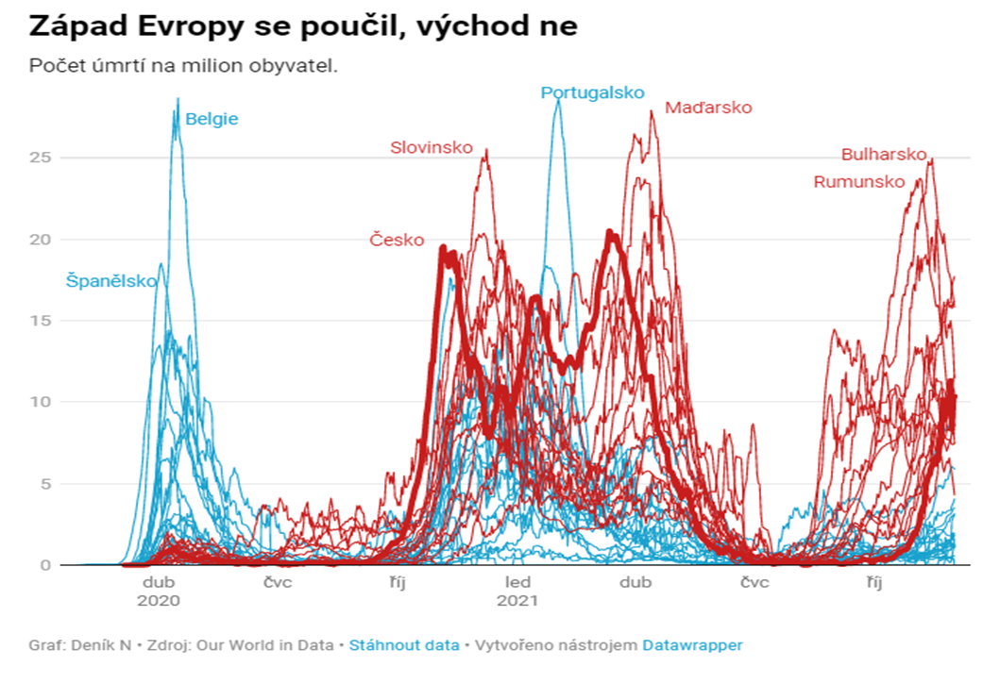 Západ Evropy se poučil, východ ne
Počet úmrtí na milion obyvatel.
Portugalsko
Belgie
Maďarsko
Slovinsko
Bulharsko
25
Rumunsko
Česko
20
Španělsko
15
10
5
0
dub
2020
čvc
říj
led
2021
dub
čvc
říj
Graf: Deník N • Zdroj: Our World in Data • Stáhnout data • Vytvořeno nástrojem Datawrapper